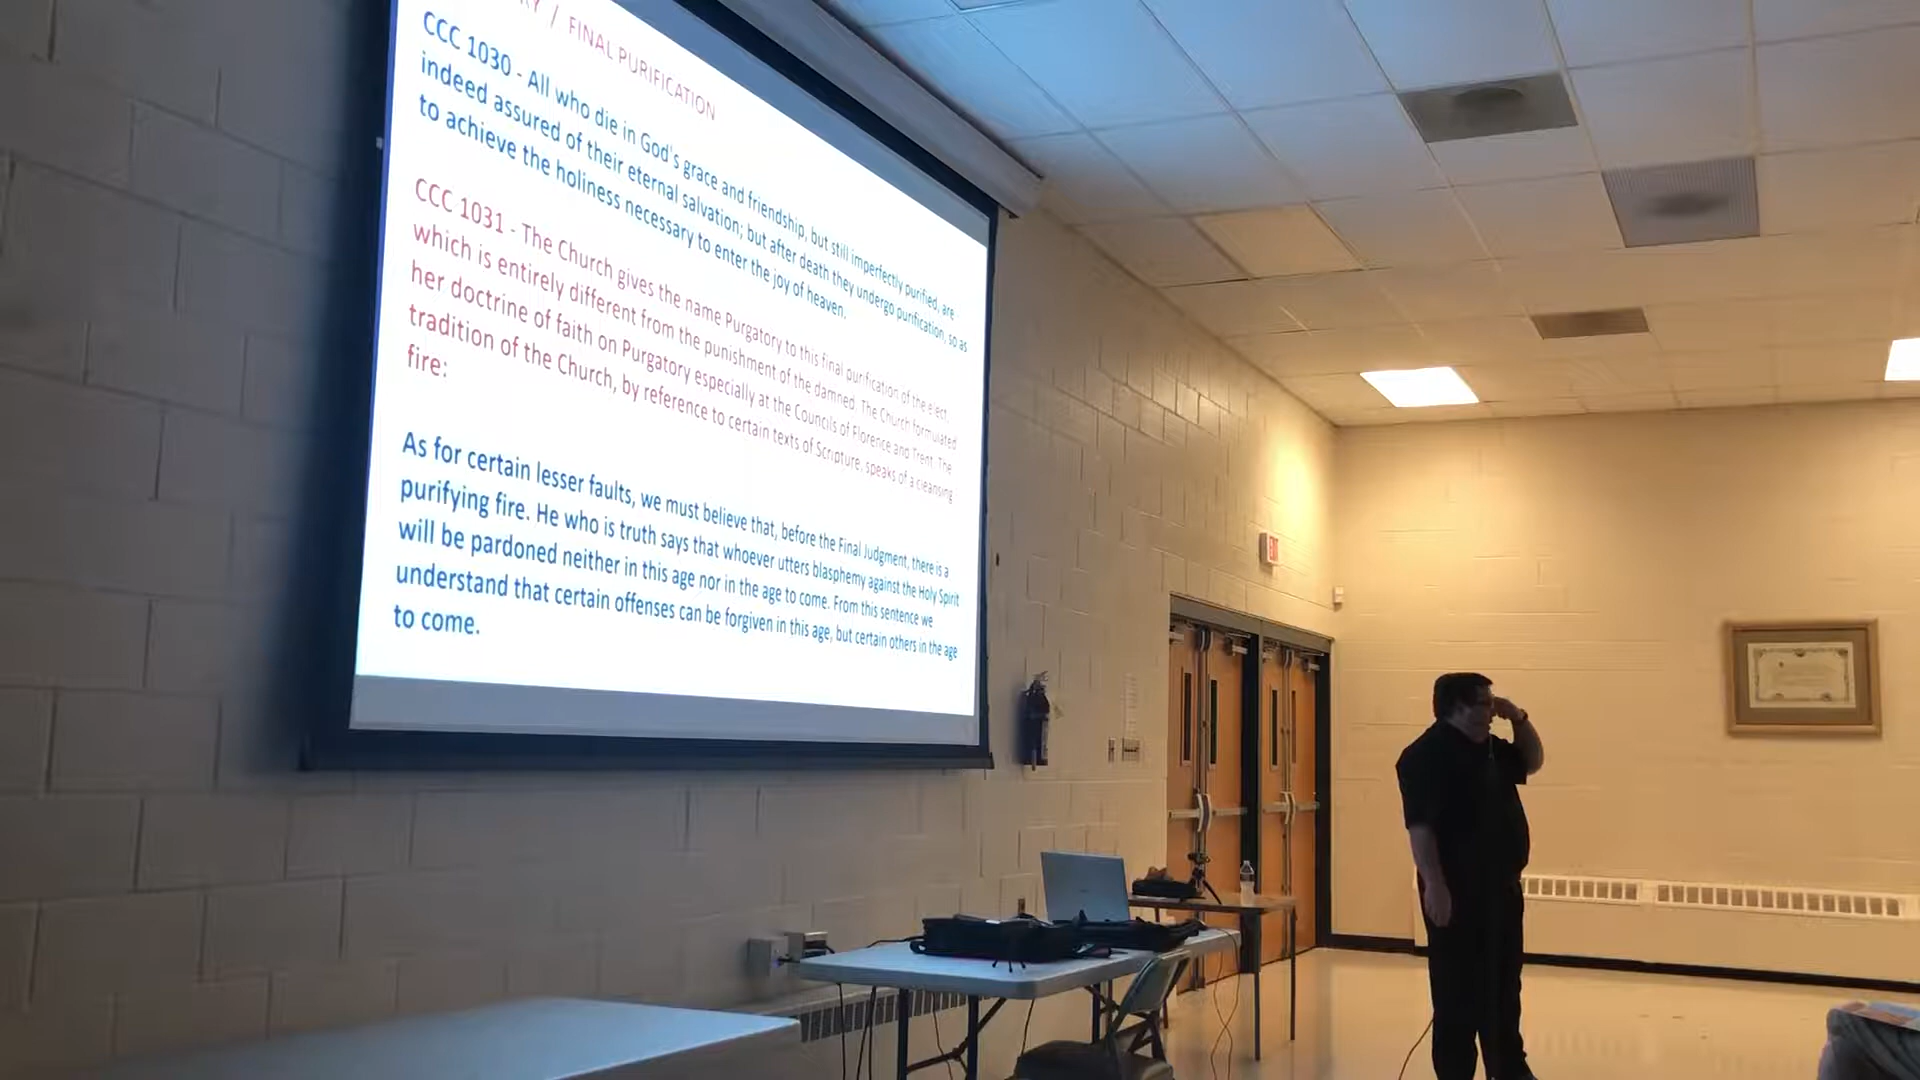 RY / FINAL PURIFICATION
CCC 1030 - All who die in God's grace and friendship, but still imperfectly purified, are
indeed assured of their eternal salvation; but after death they undergo purification, so as
to achieve the holiness necessary to enter the joy of heaven.
CCC 1031 - The Church gives the name Purgatory to this final purification of the elect,
which is entirely different from the punishment of the damned. The Church formulated
her doctrine of faith on Purgatory especially at the Councils of Florence and Trent. The
tradition of the Church, by reference to certain texts of Scripture, speaks of a cleansing
fire:
As for certain lesser faults, we must believe that, before the Final Judgment, there is a
purifying fire. He who is truth says that whoever utters blasphemy against the Holy Spirit
will be pardoned neither in this age nor in the age to come. From this sentence we
understand that certain offenses can be forgiven in this age, but certain others in the age
to come.